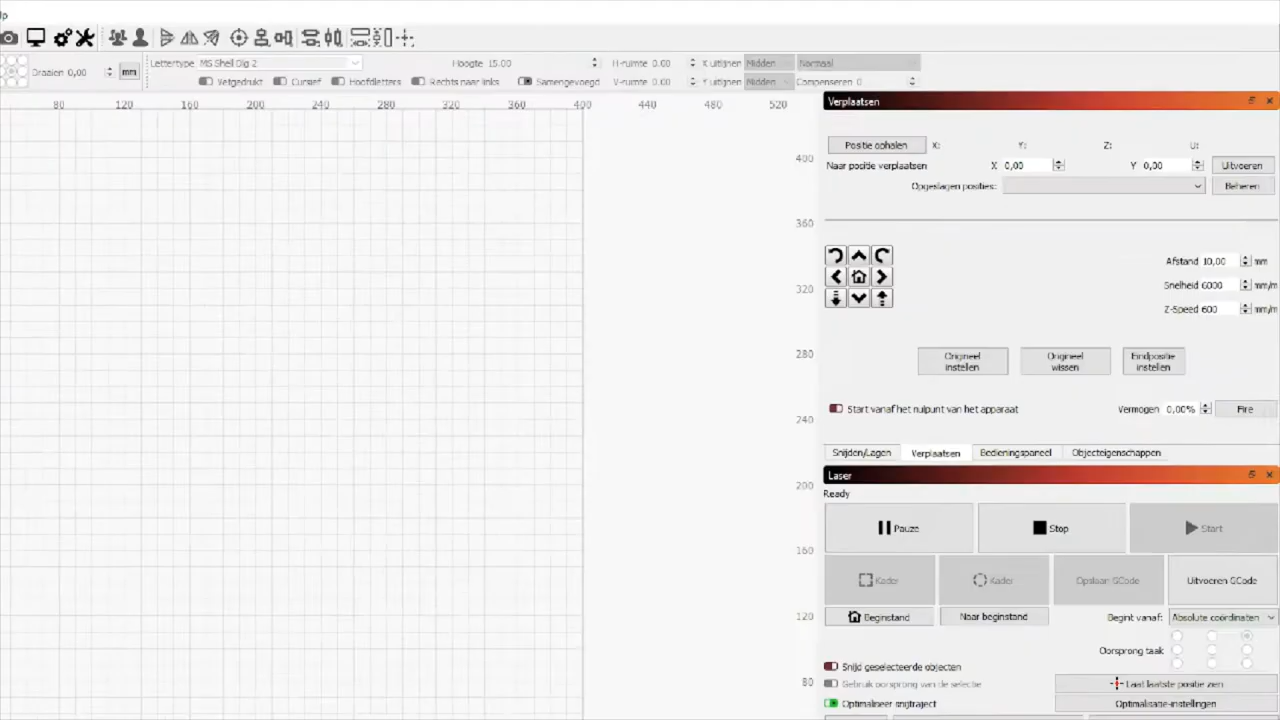 lp
Draaien 0,00 mm
Lettertype MS Shell Dlg 2 Hoogte 15.00 H-ruimte 0.00 X uitlijnen Midden Normaal
Vetgedrukt Cursief Hoofdletters Rechts naar links Samengevoegd V-ruimte 0.00 Y uitlijnen Midden Compenseren 0
80 120 160 200 240 280 320 360 400 440 480 520
Verplaatsen
Positie ophalen X: Y: Z: U:
400
Naar positie verplaatsen X 0,00 Y 0,00 Uitvoeren
Opgeslagen posities: Beheren
360
Afstand 10,00 mm
320
Snelheid 6000 mm/m
Z-Speed 600 mm/m
280
Origineel instellen
Origineel wissen
Eindpositie instellen
240
Start vanaf het nulpunt van het apparaat Vermogen 0,00% Fire
Snijden/Lagen Verplaatsen Bedieningspaneel Objecteigenschappen
Laser
200
Ready
Pauze Stop Start
160
Kader Kader Opslaan GCode Uitvoeren GCode
120
Beginstand Naar beginstand Begint vanaf: Absolute coördinaten
Oorsprong taak
Snijd geselecteerde objecten
80
Gebruik oorsprong van de selectie Laat laatste positie zien
Optimaliseer snijtraject Optimalisatie-instellingen